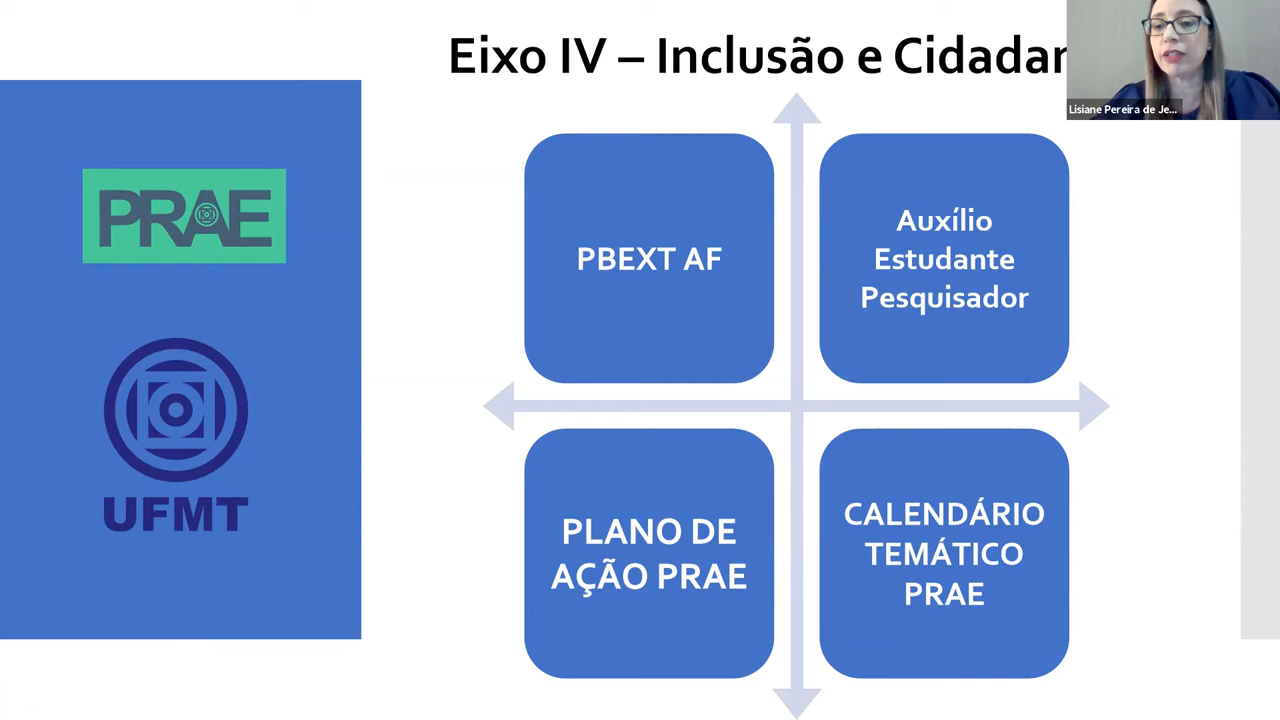 Eixo IV – Inclusão e Cidadan
Lisiane Pereira de Je...
PRAE
UFMT
PBEXT AF
Auxílio
Estudante
Pesquisador
PLANO DE
AÇÃO PRAE
CALENDÁRIO
TEMÁTICO
PRAE